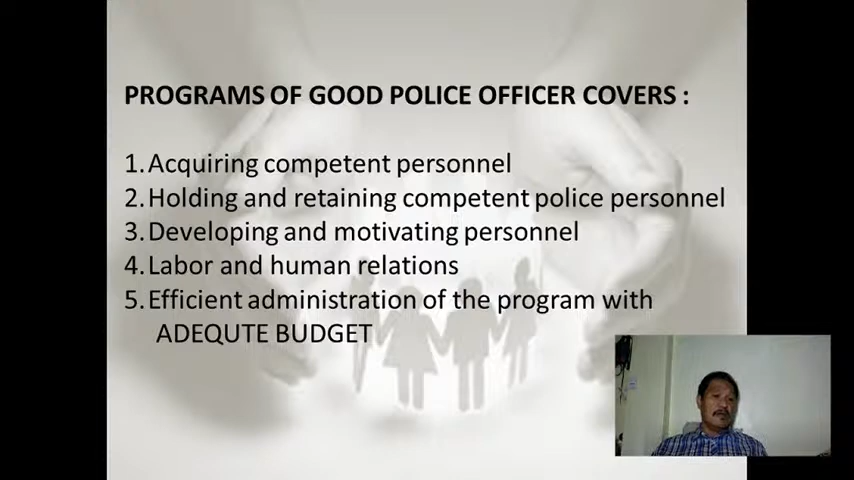 PROGRAMS OF GOOD POLICE OFFICER COVERS :
1. Acquiring competent personnel
2. Holding and retaining competent police personnel
3. Developing and motivating personnel
4. Labor and human relations
5. Efficient administration of the program with
ADEQUTE BUDGET